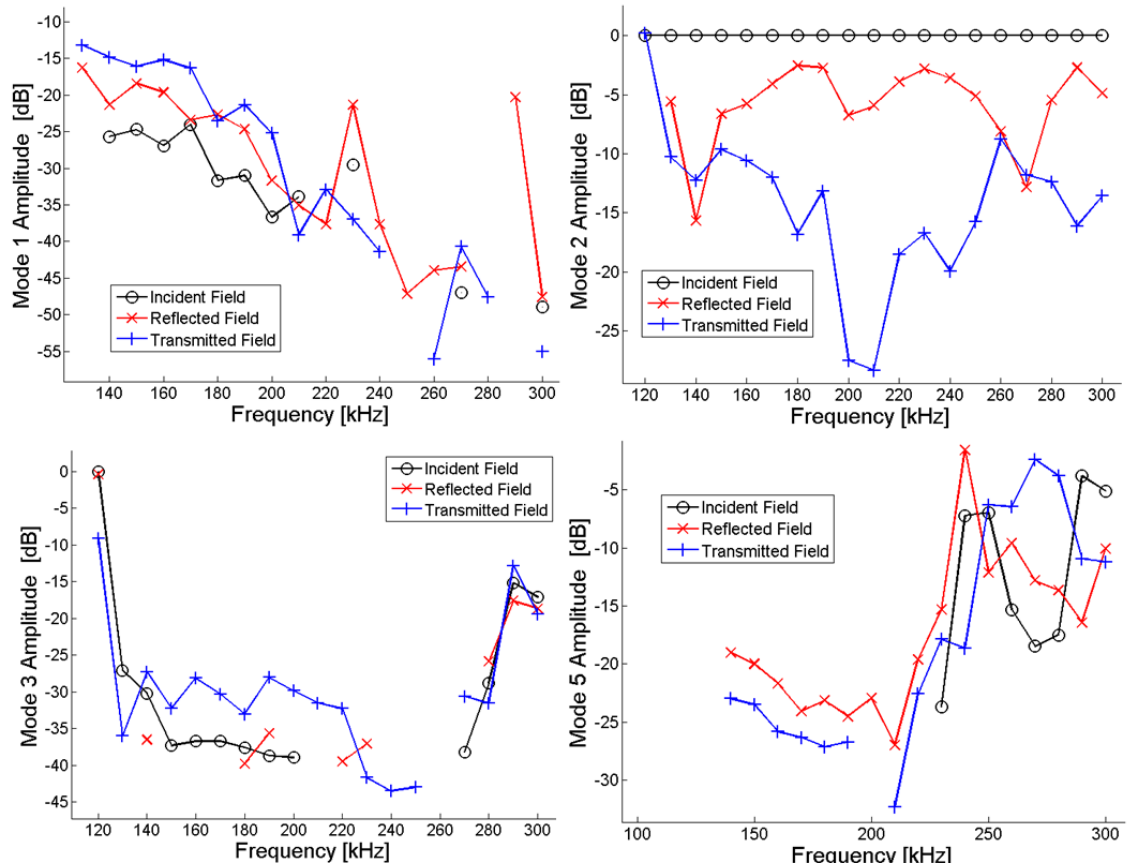 Mode 1 Amplitude [dB]
-10
-15
-20
-25
-30
-35
-40
-45
-50
-55
Incident Field
Reflected Field
Transmitted Field
140 160 180 200 220 240 260 280 300
Frequency [kHz]
Mode 2 Amplitude [dB]
0
-5
-10
-15
-20
-25
Incident Field
Reflected Field
Transmitted Field
120 140 160 180 200 220 240 260 280 300
Frequency [kHz]
Mode 3 Amplitude [dB]
0
-5
-10
-15
-20
-25
-30
-35
-40
-45
Incident Field
Reflected Field
Transmitted Field
120 140 160 180 200 220 240 260 280 300
Frequency [kHz]
Mode 5 Amplitude [dB]
-5
-10
-15
-20
-25
-30
Incident Field
Reflected Field
Transmitted Field
100 150 200 250 300
Frequency [kHz]